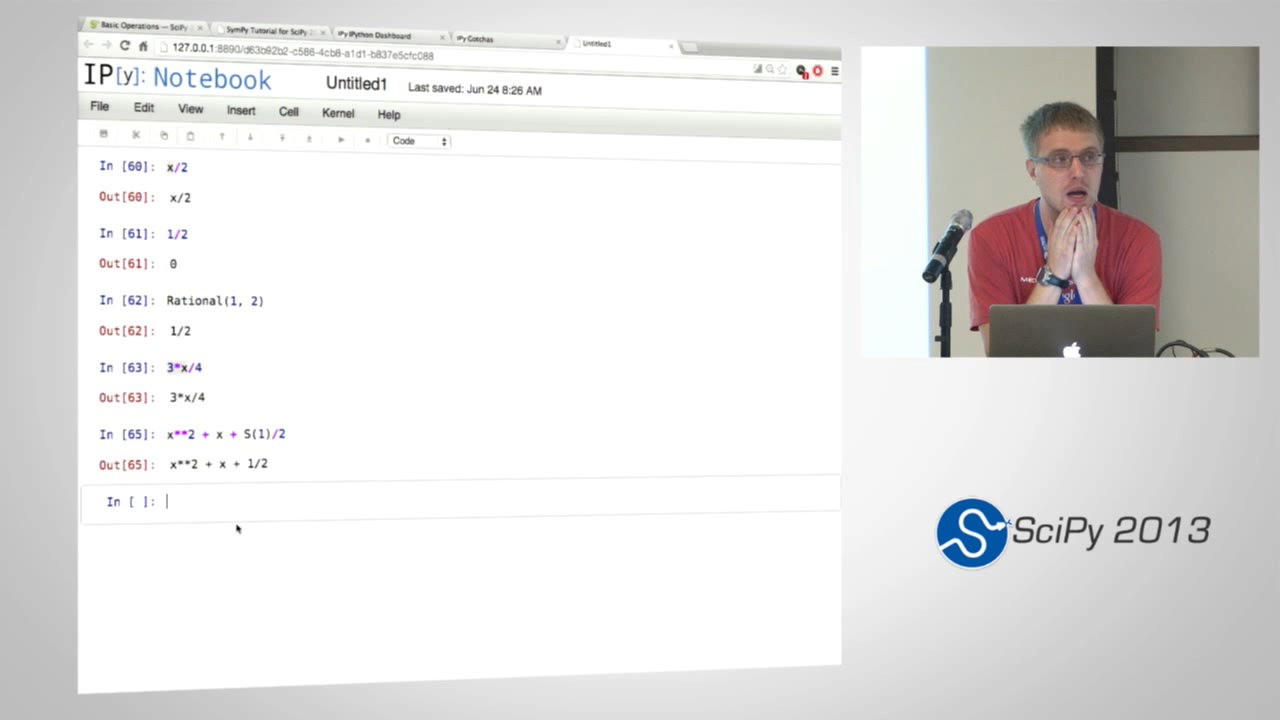 Basic Operations — SciPy
SymPy Tutorial for SciPy 2
IPython Dashboard
Gotchas
Untitled1
127.0.0.1:8890/d63b92b2-c586-4cb8-a1d1-b837e5cfc088
IP[y]: Notebook
Untitled1
Last saved: Jun 24 8:26 AM
File Edit View Insert Cell Kernel Help
Code
In [60]: x/2
Out[60]: x/2
In [61]: 1/2
Out[61]: 0
In [62]: Rational(1, 2)
Out[62]: 1/2
In [63]: 3*x/4
Out[63]: 3*x/4
In [65]: x**2 + x + S(1)/2
Out[65]: x**2 + x + 1/2
In [ ]:
SciPy 2013